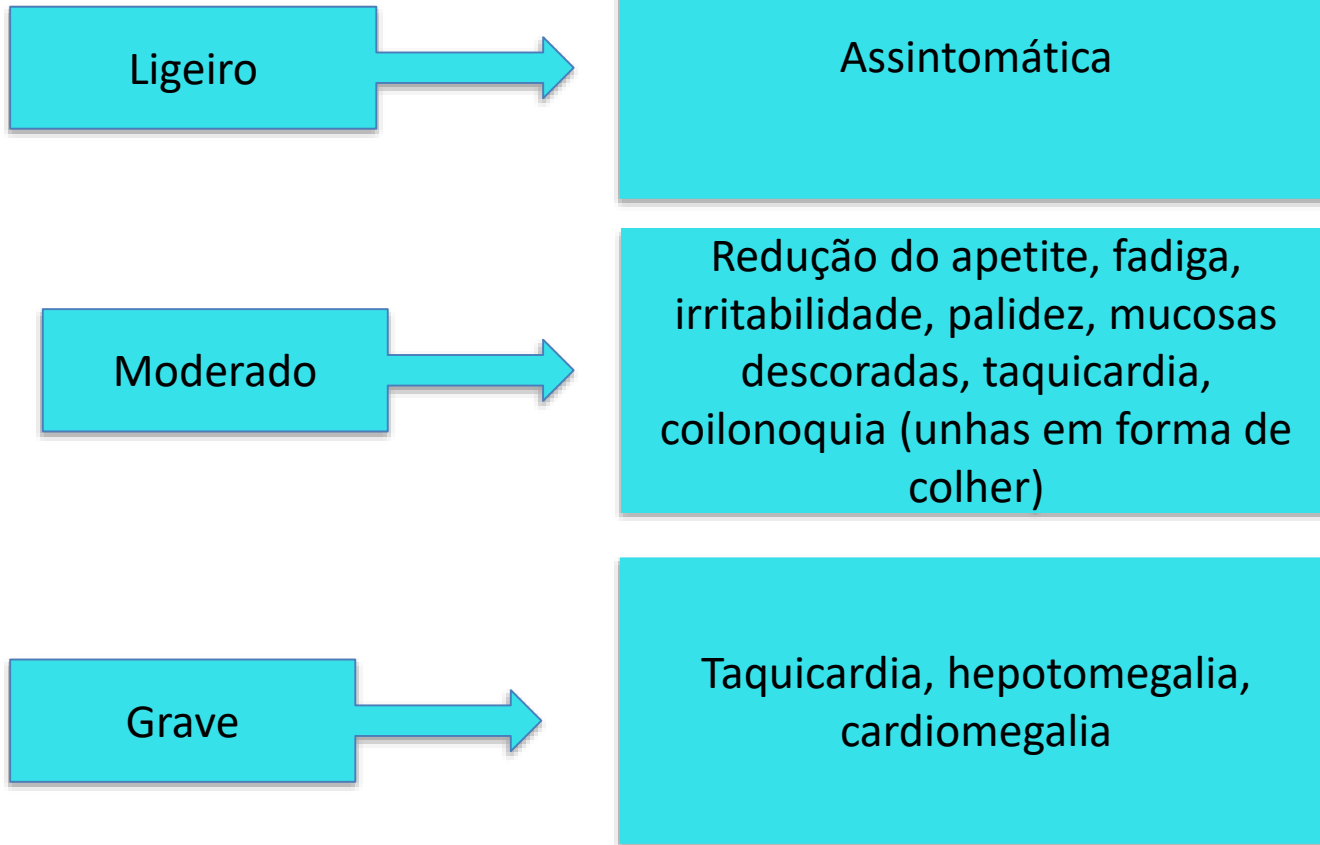 Ligeiro
Assintomática
Moderado
Redução do apetite, fadiga,
irritabilidade, palidez, mucosas
descoradas, taquicardia,
coilonoquia (unhas em forma de
colher)
Grave
Taquicardia, hepotomegalia,
cardiomegalia